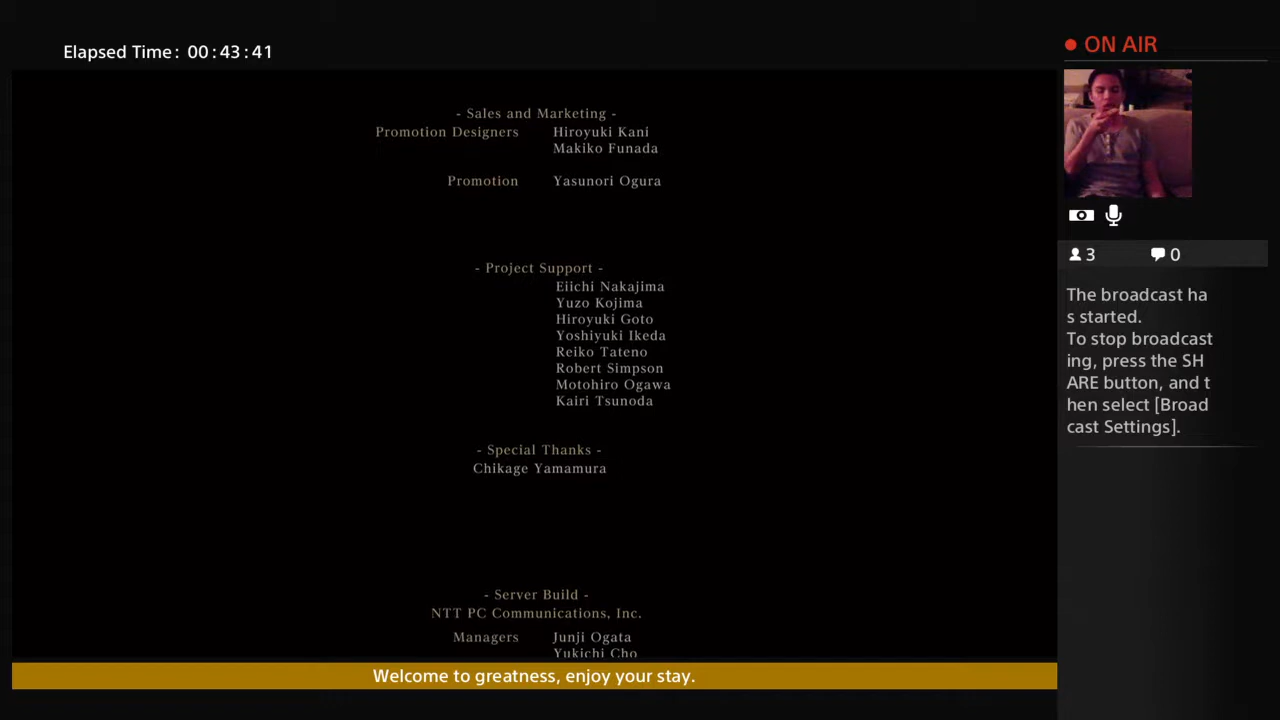 Elapsed Time: 00:43:41
ON AIR
- Sales and Marketing -
Promotion Designers Hiroyuki Kani
Makiko Funada
Promotion Yasunori Ogura
- Project Support -
Eiichi Nakajima
Yuzo Kojima
Hiroyuki Goto
Yoshiyuki Ikeda
Reiko Tateno
Robert Simpson
Motohiro Ogawa
Kairi Tsunoda
- Special Thanks -
Chikage Yamamura
- Server Build -
NTT PC Communications, Inc.
Managers Junji Ogata
Yukichi Cho
Welcome to greatness, enjoy your stay.
3 0
The broadcast ha
s started.
To stop broadcast
ing, press the SH
ARE button, and t
hen select [Broad
cast Settings].